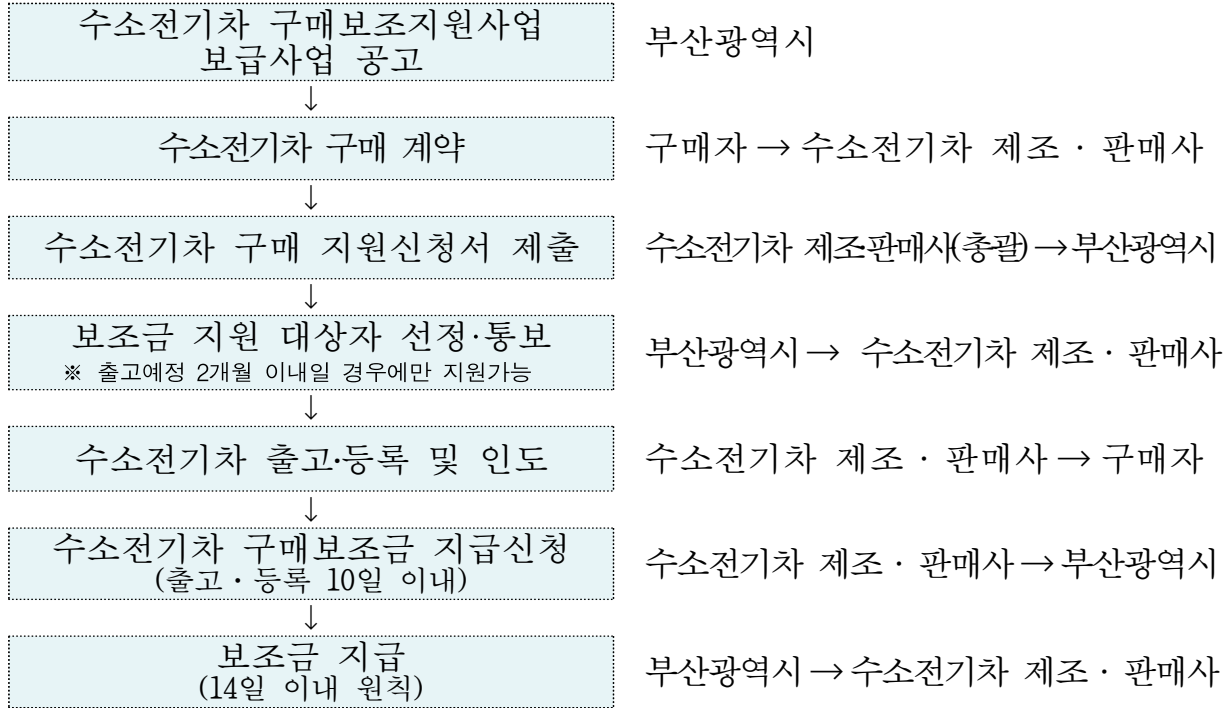 수소전기차 구매보조지원사업
보급사업 공고
부산광역시
↓
수소전기차 구매 계약
구매자 → 수소전기차 제조 · 판매사
↓
수소전기차 구매 지원신청서 제출
수소전기차 제조·판매사(총괄) → 부산광역시
↓
보조금 지원 대상자 선정·통보
※ 출고예정 2개월 이내일 경우에만 지원가능
부산광역시 → 수소전기차 제조 · 판매사
↓
수소전기차 출고·등록 및 인도
수소전기차 제조 · 판매사 → 구매자
↓
수소전기차 구매보조금 지급신청
(출고 · 등록 10일 이내)
수소전기차 제조 · 판매사 → 부산광역시
↓
보조금 지급
(14일 이내 원칙)
부산광역시 → 수소전기차 제조 · 판매사